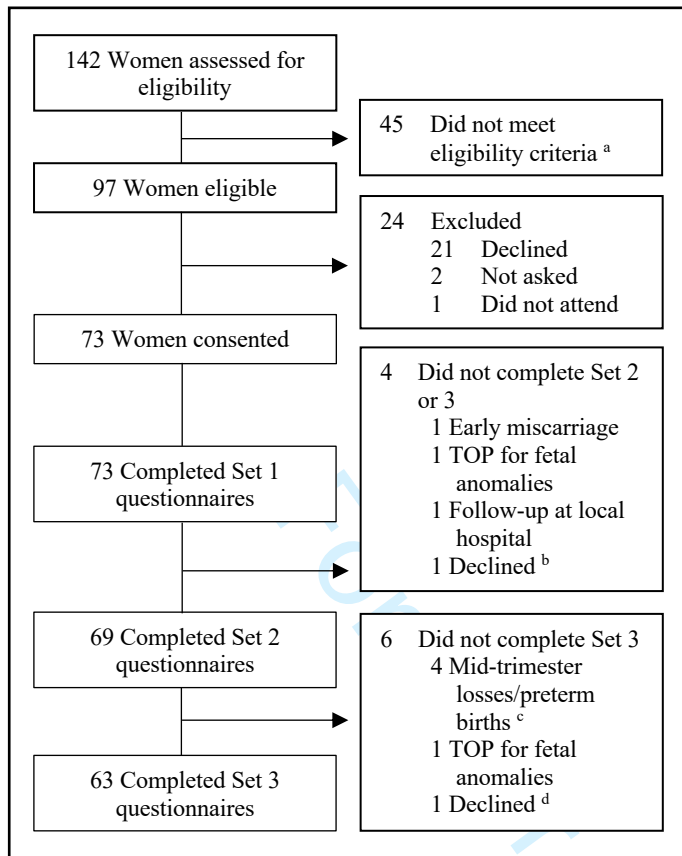 142 Women assessed for
eligibility
45 Did not meet
eligibility criteria a
97 Women eligible
24 Excluded
21 Declined
2 Not asked
1 Did not attend
73 Women consented
4 Did not complete Set 2
or 3
1 Early miscarriage
1 TOP for fetal
anomalies
1 Follow-up at local
hospital
1 Declined b
73 Completed Set 1
questionnaires
69 Completed Set 2
questionnaires
6 Did not complete Set 3
4 Mid-trimester
losses/preterm
births c
1 TOP for fetal
anomalies
1 Declined d
63 Completed Set 3
questionnaires